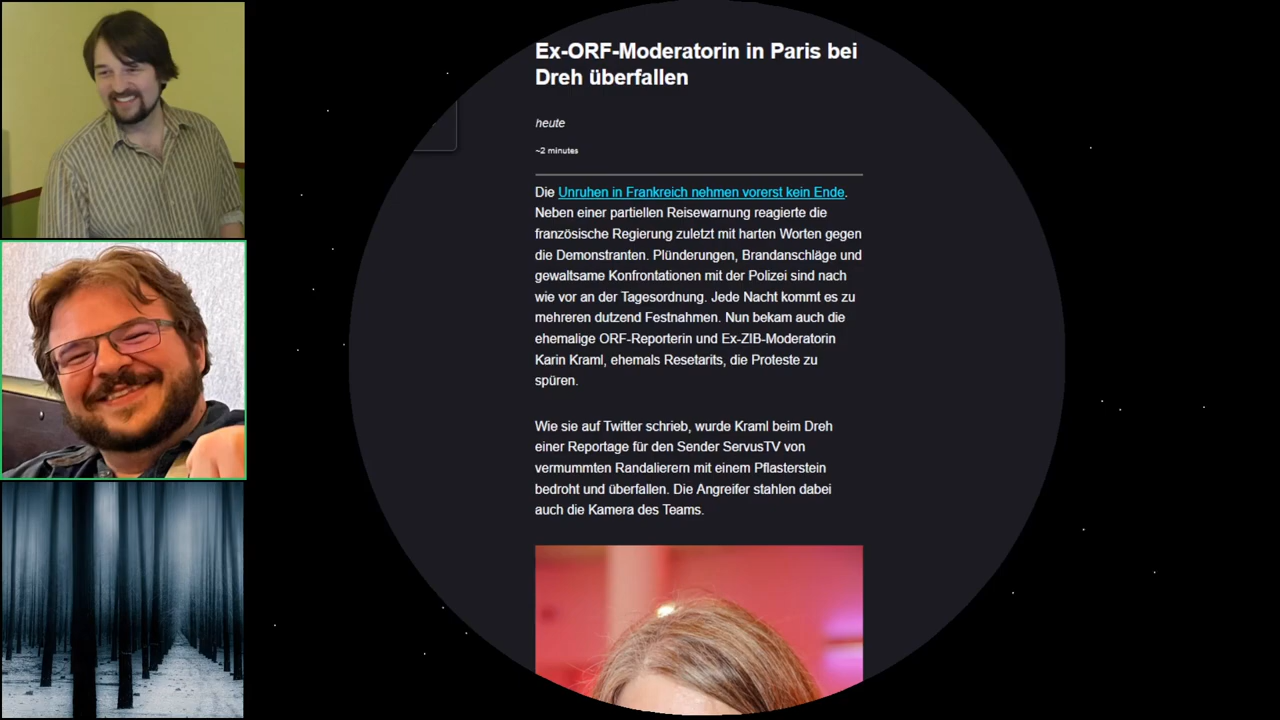 Ex-ORF-Moderatorin in Paris bei
Dreh überfallen
heute
~2 minutes
Die Unruhen in Frankreich nehmen vorerst kein Ende.
Neben einer partiellen Reisewarnung reagierte die
französische Regierung zuletzt mit harten Worten gegen
die Demonstranten. Plünderungen, Brandanschläge und
gewaltsame Konfrontationen mit der Polizei sind nach
wie vor an der Tagesordnung. Jede Nacht kommt es zu
mehreren dutzend Festnahmen. Nun bekam auch die
ehemalige ORF-Reporterin und Ex-ZIB-Moderatorin
Karin Kraml, ehemals Resetarits, die Proteste zu
spüren.
Wie sie auf Twitter schrieb, wurde Kraml beim Dreh
einer Reportage für den Sender ServusTV von
vermummten Randalierern mit einem Pflasterstein
bedroht und überfallen. Die Angreifer stahlen dabei
auch die Kamera des Teams.